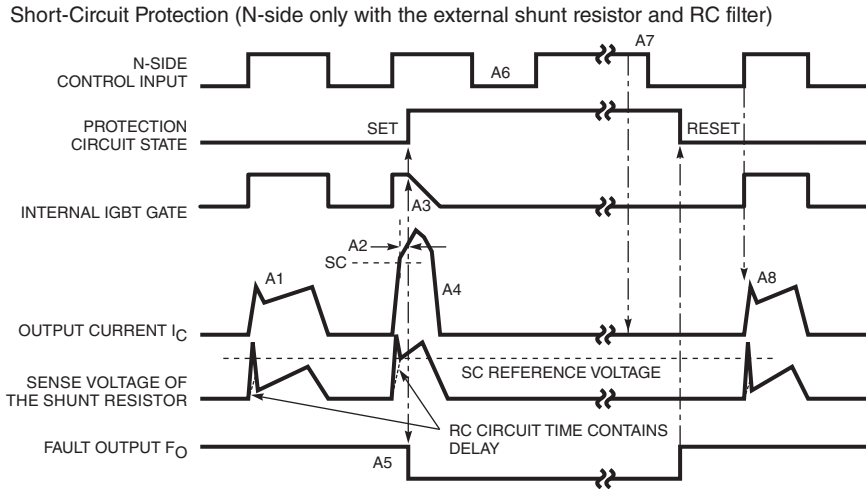 Short-Circuit Protection (N-side only with the external shunt resistor and RC filter)
N-SIDE
CONTROL INPUT
A6
A7
PROTECTION
CIRCUIT STATE
SET
RESET
INTERNAL IGBT GATE
A3
A2
SC
A1
A4
A8
OUTPUT CURRENT IC
SC REFERENCE VOLTAGE
SENSE VOLTAGE OF
THE SHUNT RESISTOR
RC CIRCUIT TIME CONTAINS
DELAY
FAULT OUTPUT FO
A5